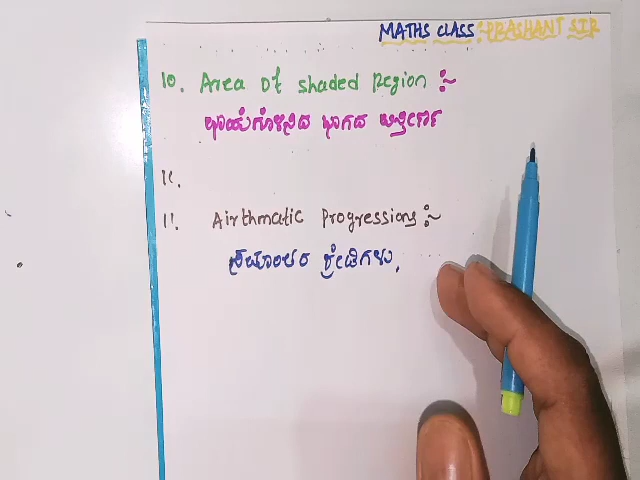 MATHS CLASS :- PRASHANT SIR
10. Area Of Shaded Region :~
ಛಾಯೆಗೊಳಿಸಿದ ಭಾಗದ ವಿಸ್ತೀರ್ಣ
11.
11. Airthmatic Progressions :~
ಸಮಾಂತರ ಶ್ರೇಢಿಗಳು,